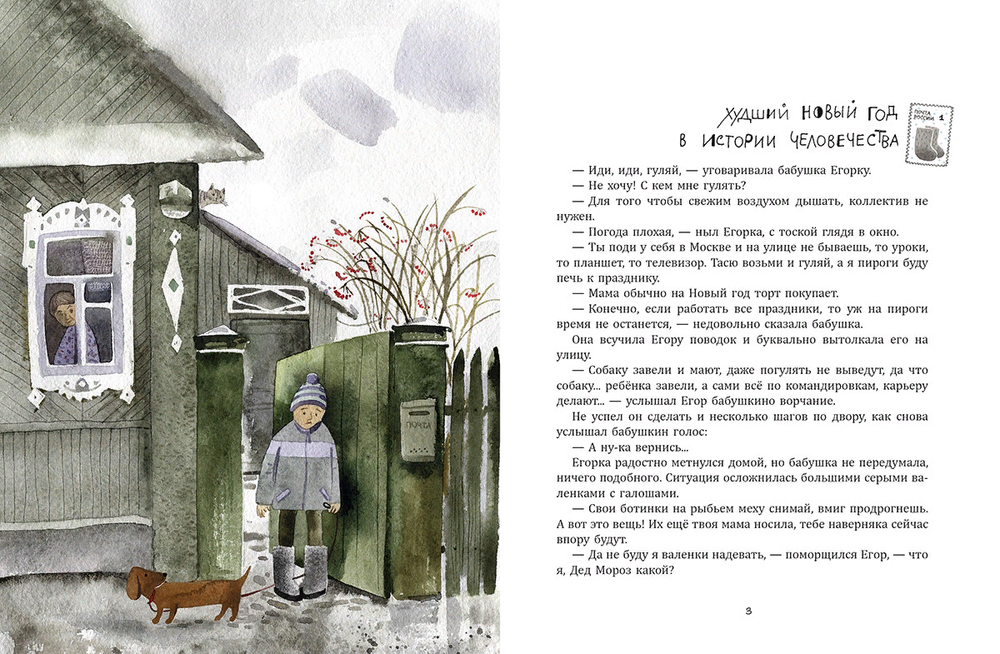 ПОЧТА
ХУДШИЙ НОВЫЙ ГОД
В ИСТОРИИ ЧЕЛОВЕЧЕСТВА
ПОЧТА
РОССИИ 1
— Иди, иди, гуляй, — уговаривала бабушка Егорку.
— Не хочу! С кем мне гулять?
— Для того чтобы свежим воздухом дышать, коллектив не
нужен.
— Погода плохая, — ныл Егорка, с тоской глядя в окно.
— Ты поди у себя в Москве и на улице не бываешь, то уроки,
то планшет, то телевизор. Тасю возьми и гуляй, а я пироги буду
печь к празднику.
— Мама обычно на Новый год торт покупает.
— Конечно, если работать все праздники, то уж на пироги
время не останется, — недовольно сказала бабушка.
Она всучила Егору поводок и буквально вытолкала его на
улицу.
— Собаку завели и мают, даже погулять не выведут, да что
собаку... ребёнка завели, а сами всё по командировкам, карьеру
делают... — услышал Егор бабушкино ворчание.
Не успел он сделать и несколько шагов по двору, как снова
услышал бабушкин голос:
— А ну-ка вернись...
Егорка радостно метнулся домой, но бабушка не передумала,
ничего подобного. Ситуация осложнилась большими серыми ва-
ленками с галошами.
— Свои ботинки на рыбьем меху снимай, вмиг продрогнешь.
А вот это вещь! Их ещё твоя мама носила, тебе наверняка сейчас
впору будут.
— Да не буду я валенки надевать, — поморщился Егор, — что
я, Дед Мороз какой?
3